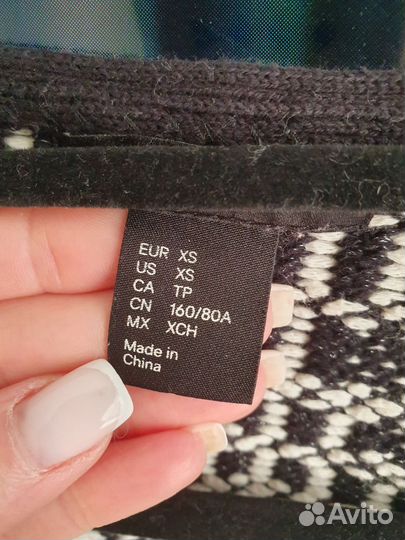 EUR XS
US XS
CA TP
CN 160/80A
MX XCH
Made in
China
Avito